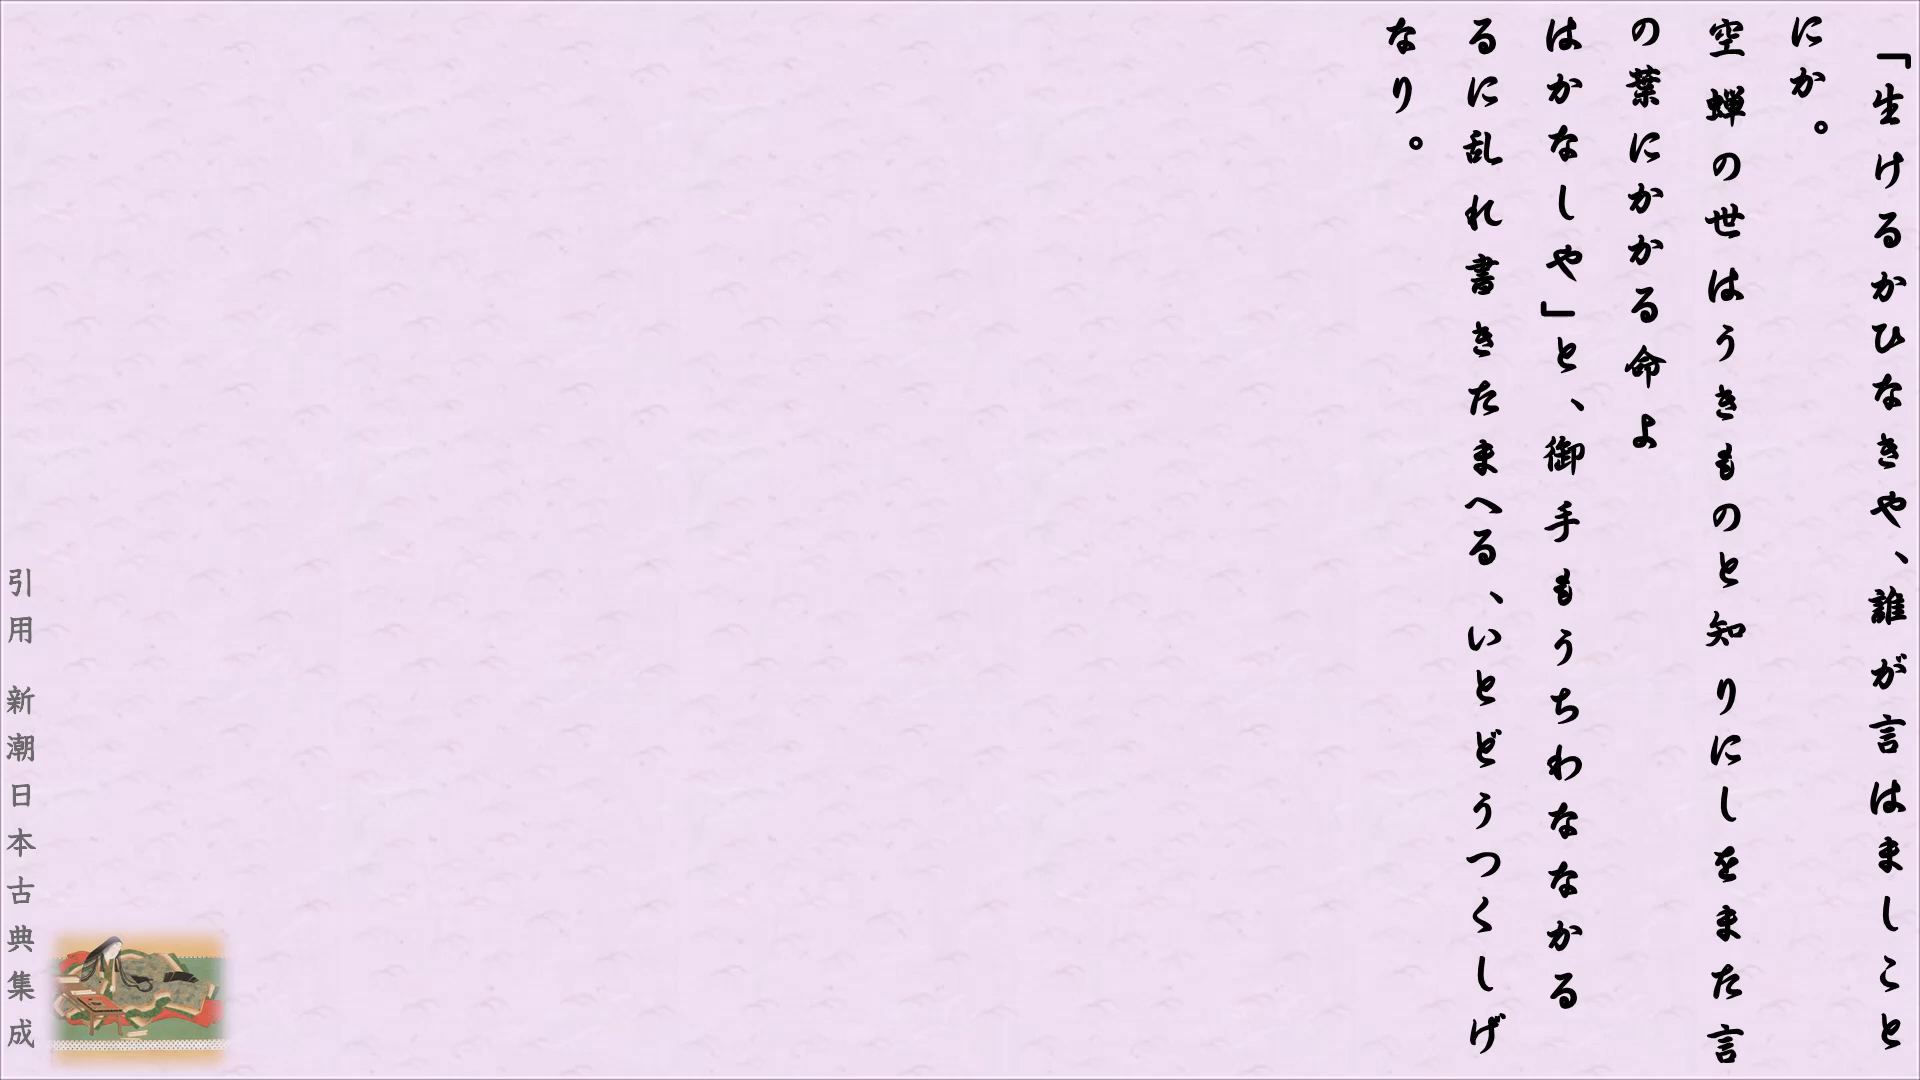 「生けるかひなきや、誰が言はましこと
にか。
空蝉の世はうきものと知りにしをまた言
の葉にかかる命よ
はかなしや」と、御手もうちわななかる
るに乱れ書きたまへる、いとどうつくしげ
なり。
引用 新潮日本古典集成